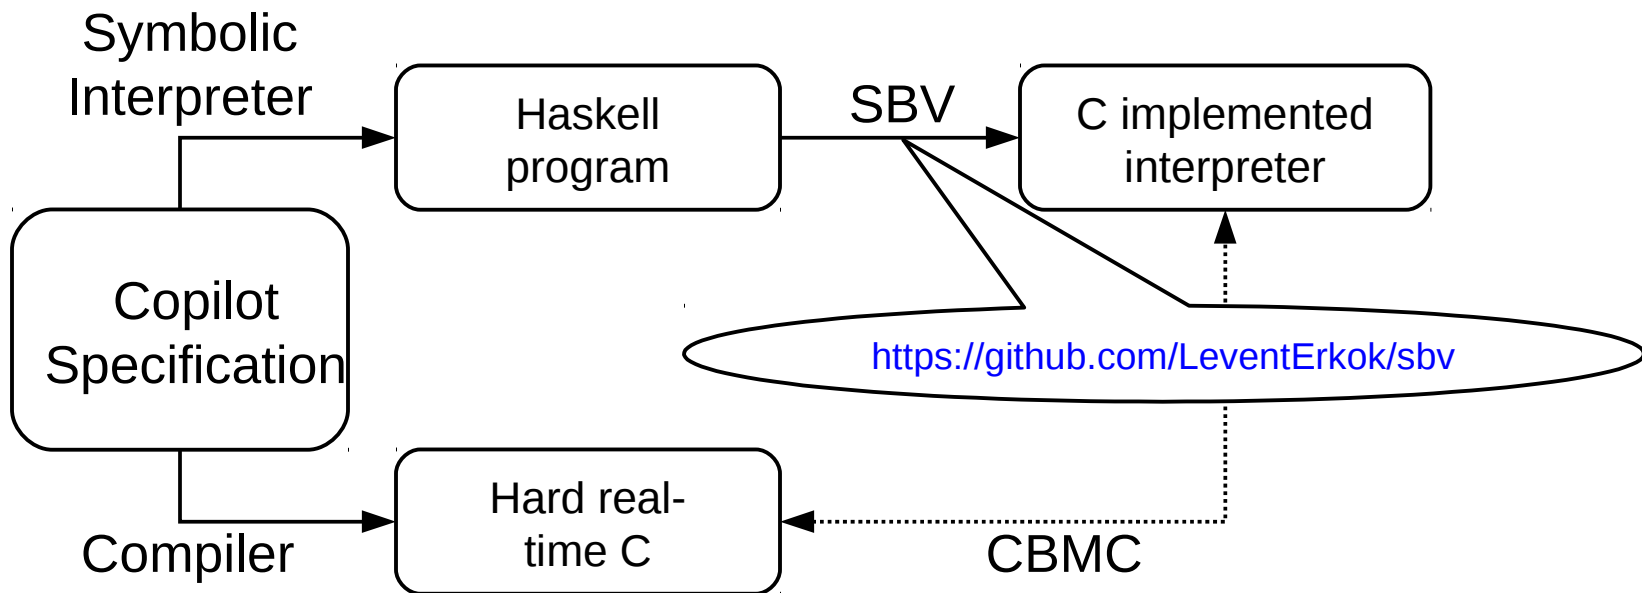 Symbolic
Interpreter
Haskell
program
SBV
C implemented
interpreter
Copilot
Specification
https://github.com/LeventErkok/sbv
Hard real-
time C
Compiler
CBMC